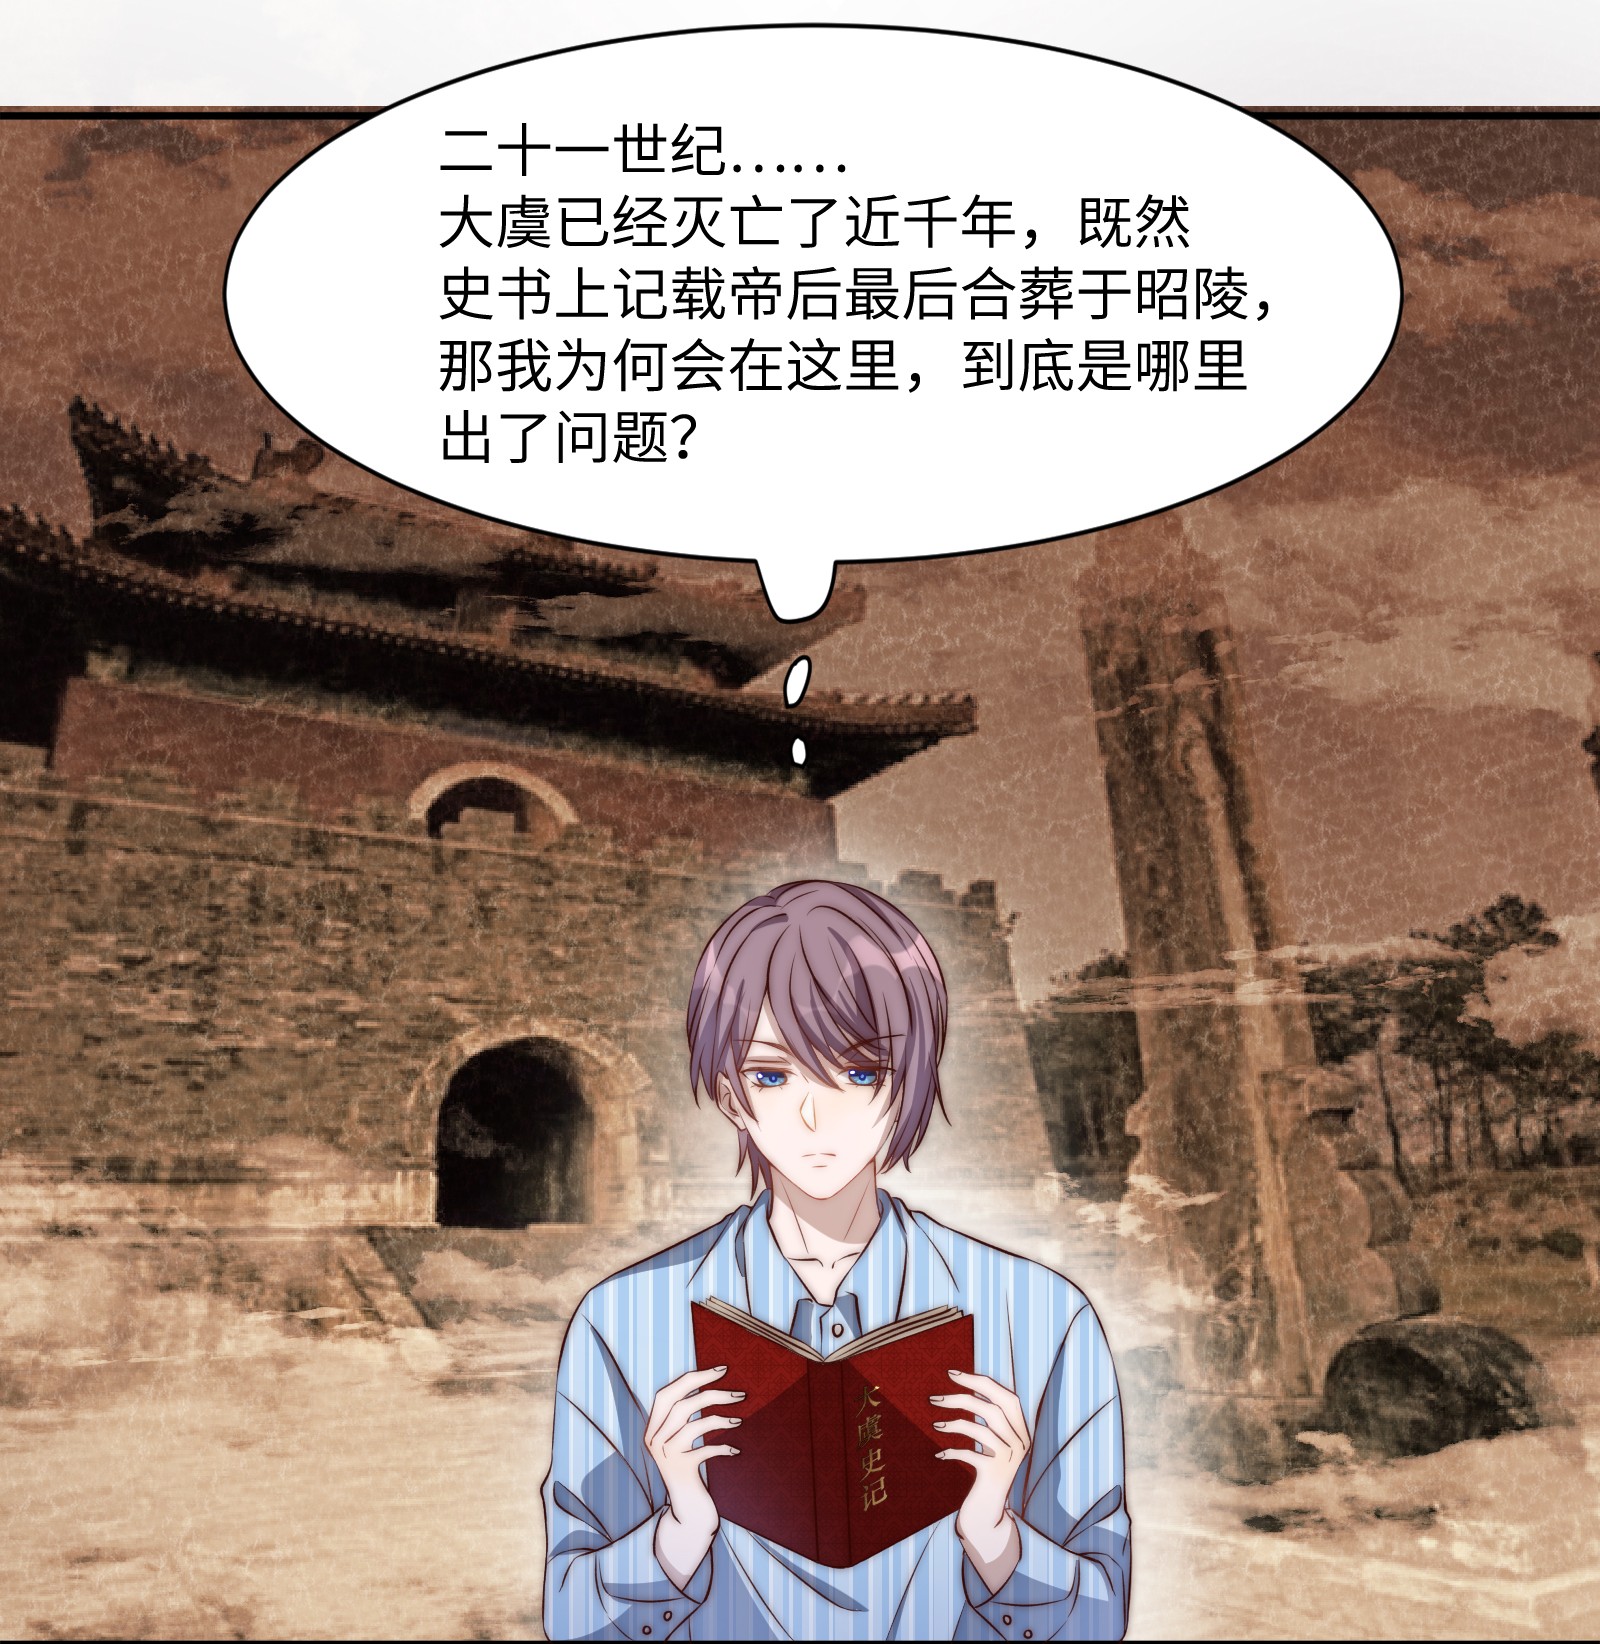 二十一世纪……
大虞已经灭亡了近千年，既然
史书上记载帝后最后合葬于昭陵，
那我为何会在这里，到底是哪里
出了问题？
大虞史记